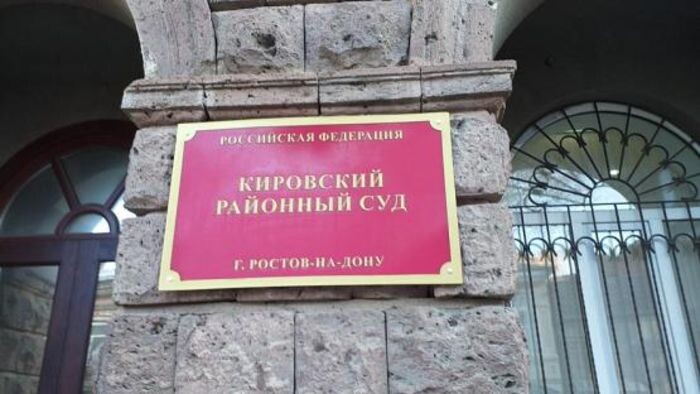 РОССИЙСКАЯ ФЕДЕРАЦИЯ
КИРОВСКИЙ
РАЙОННЫЙ СУД
Г. РОСТОВ-НА-ДОНУ